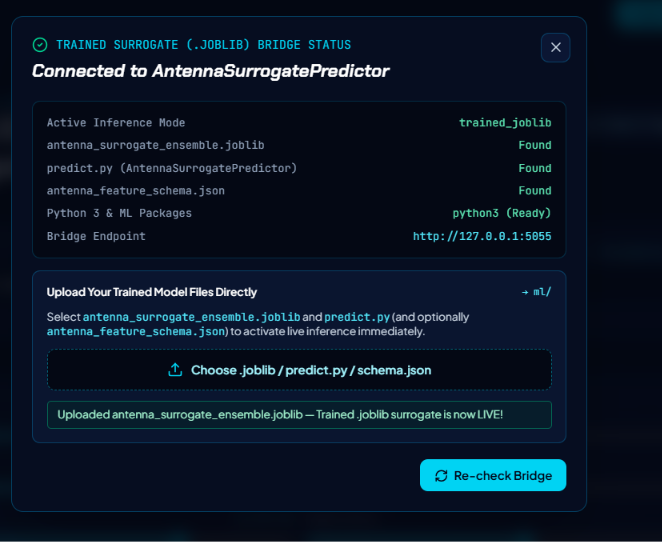 TRAINED SURROGATE (.JOBLIB) BRIDGE STATUS
Connected to AntennaSurrogatePredictor
Active Inference Mode trained_joblib
antenna_surrogate_ensemble.joblib Found
predict.py (AntennaSurrogatePredictor) Found
antenna_feature_schema.json Found
Python 3 & ML Packages python3 (Ready)
Bridge Endpoint http://127.0.0.1:5055
Upload Your Trained Model Files Directly → ml/
Select antenna_surrogate_ensemble.joblib and predict.py (and optionally
antenna_feature_schema.json) to activate live inference immediately.
Choose .joblib / predict.py / schema.json
Uploaded antenna_surrogate_ensemble.joblib — Trained .joblib surrogate is now LIVE!
Re-check Bridge